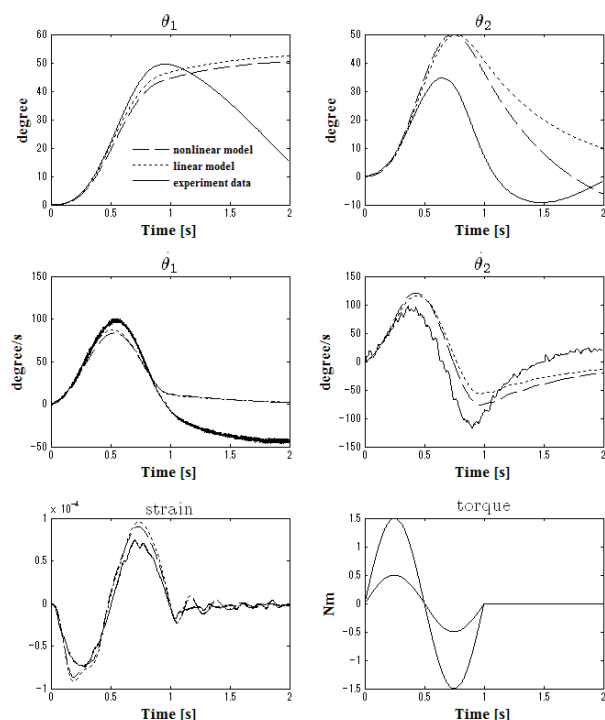 θ1 θ2
60 50
50 40
40 30
degree degree
30 20
20 nonlinear model 10
linear model
10 experiment data 0
0 -10
0 0.5 1 1.5 2 0 0.5 1 1.5 2
Time [s] Time [s]
θ̇1 θ̇2
150 150
100 100
degree/s 50 degree/s 50
0 0
-50
-100
-50 -150
0 0.5 1 1.5 2 0 0.5 1 1.5 2
Time [s] Time [s]
× 10-4 strain torque
1 1.5
1
0.5 0.5
0 Nm 0
-0.5 -0.5
-1
-1 -1.5
0 0.5 1 1.5 2 0 0.5 1 1.5 2
Time [s] Time [s]